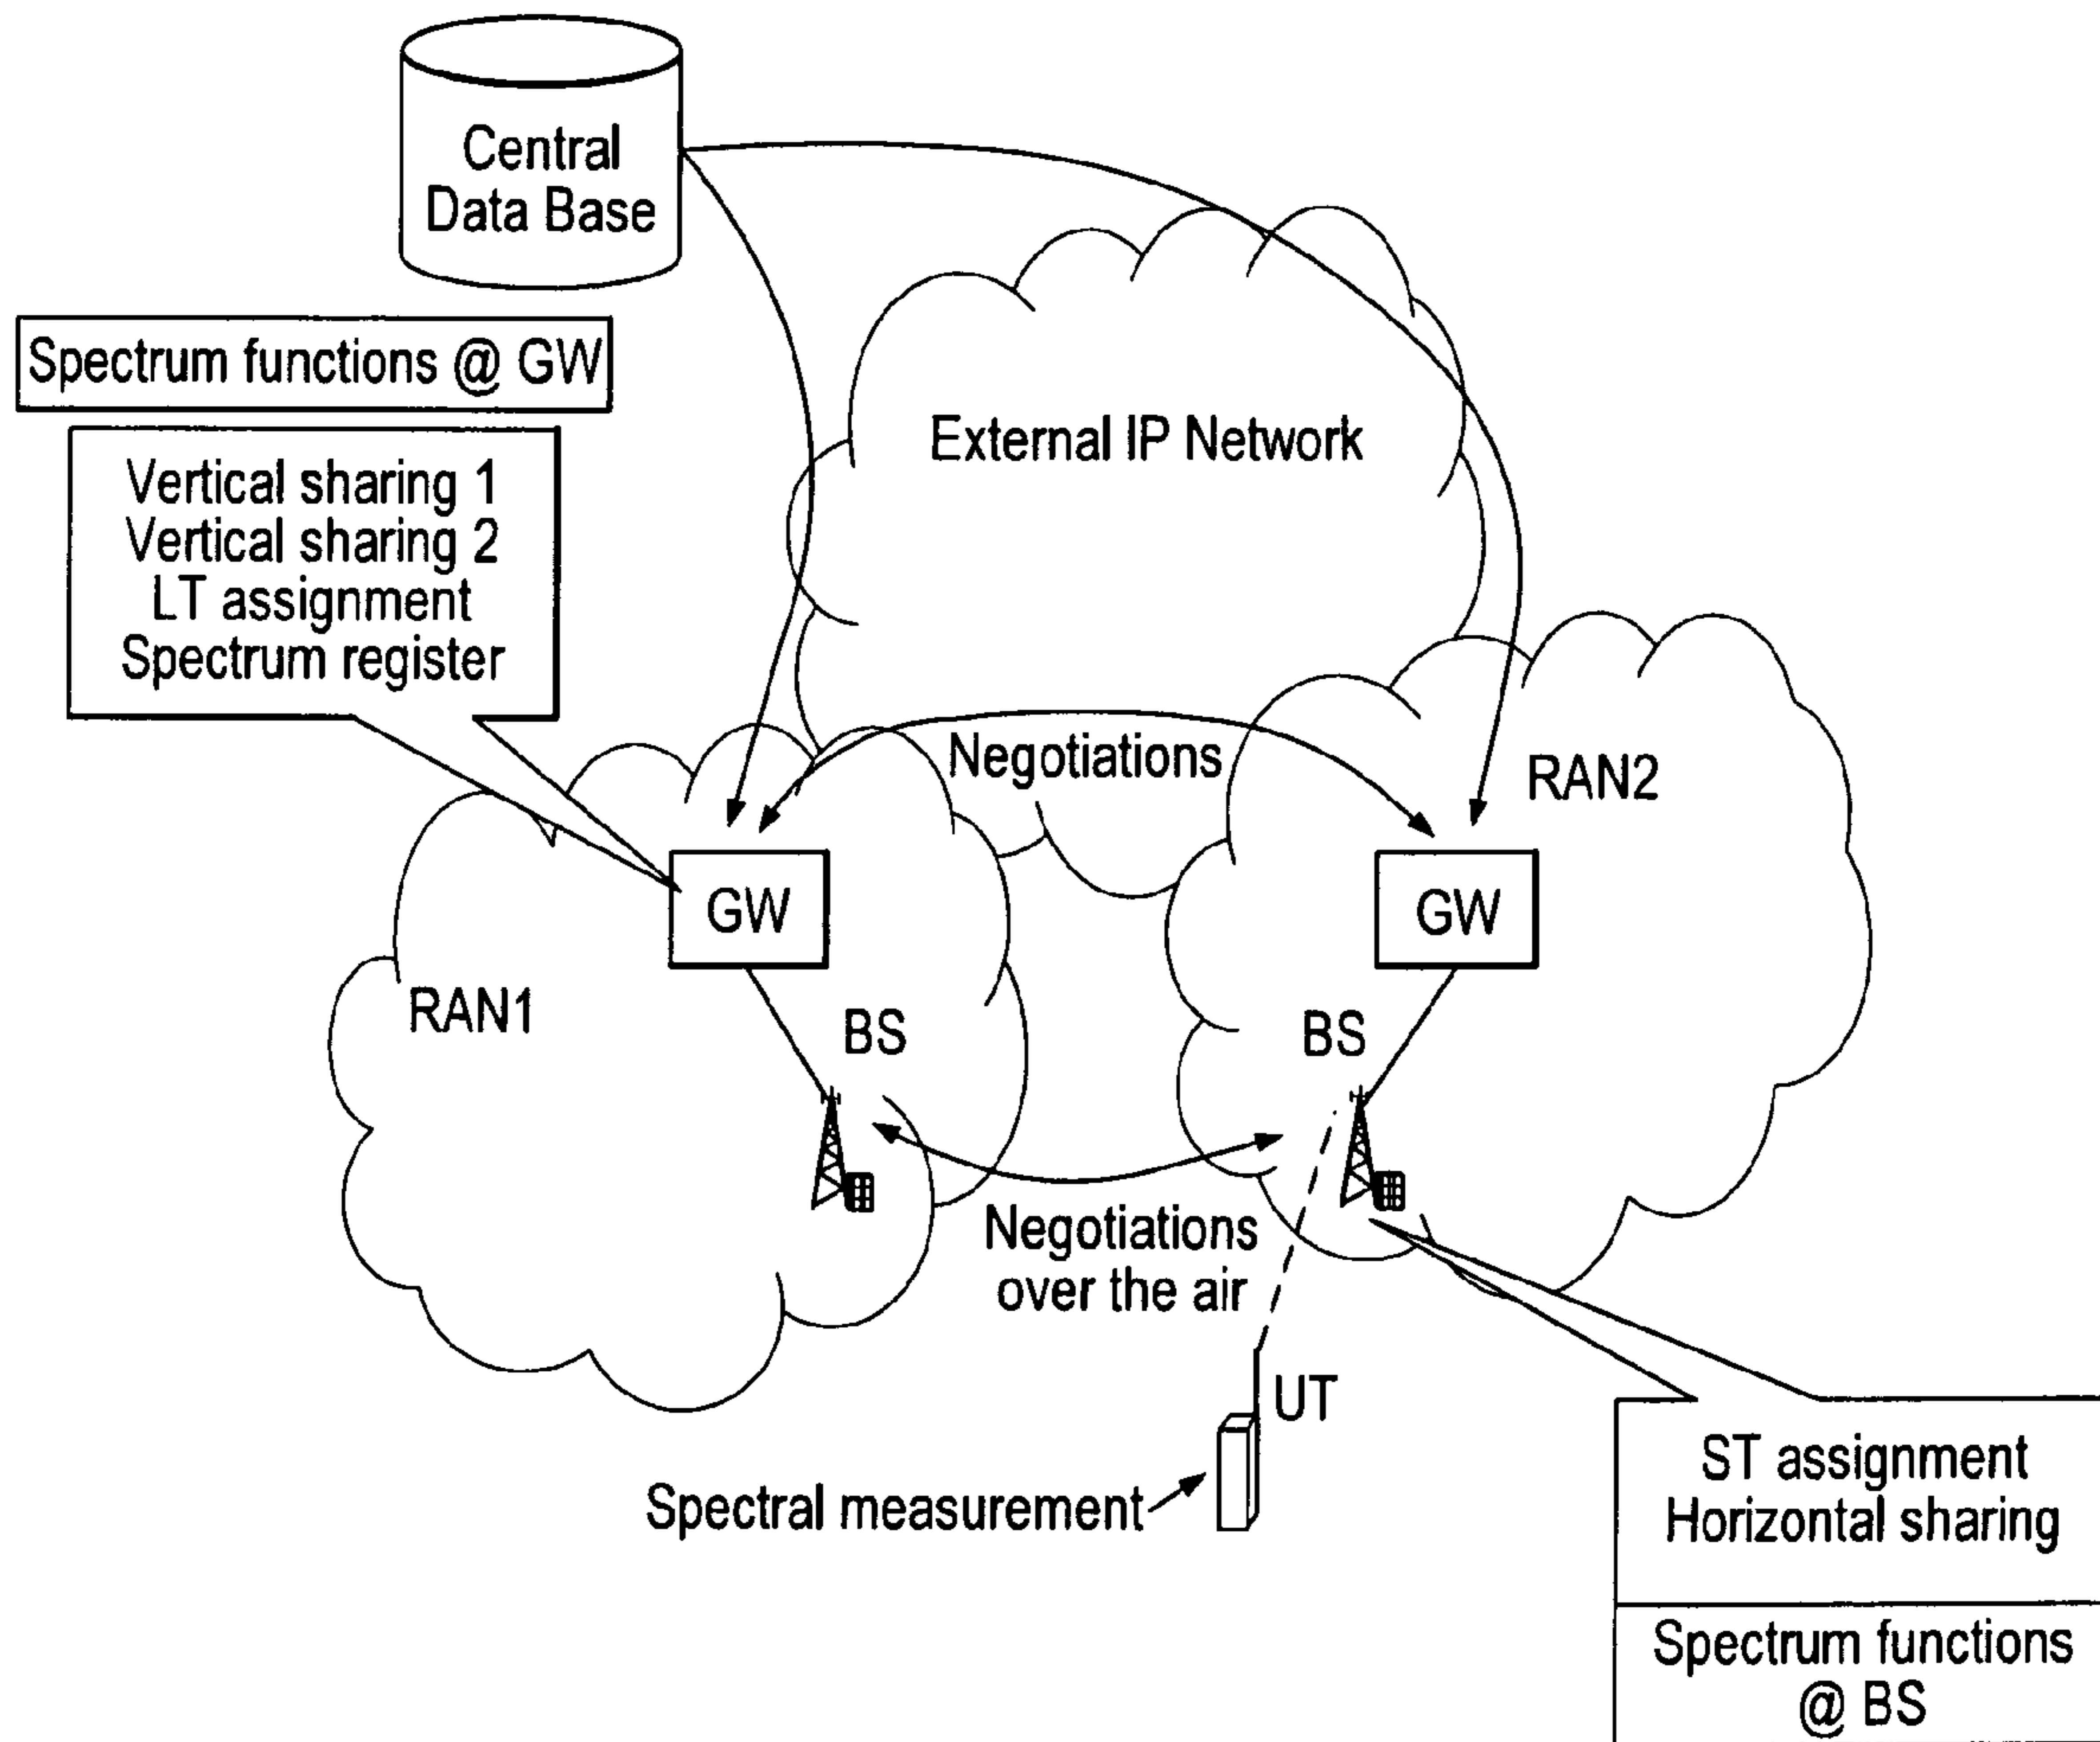 Central
Data Base
Spectrum functions @ GW
Vertical sharing 1
Vertical sharing 2
LT assignment
Spectrum register
External IP Network
Negotiations
RAN2
GW
GW
RAN1
BS
BS
Negotiations
over the air
UT
Spectral measurement
ST assignment
Horizontal sharing
Spectrum functions
@ BS